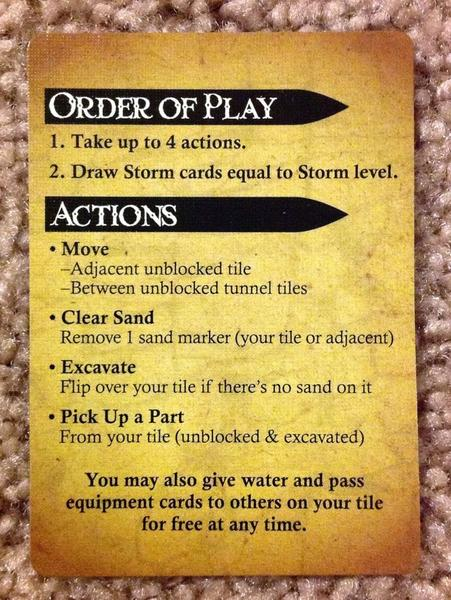 ORDER OF PLAY
1. Take up to 4 actions.
2. Draw Storm cards equal to Storm level.
ACTIONS
• Move
–Adjacent unblocked tile
–Between unblocked tunnel tiles
• Clear Sand
Remove 1 sand marker (your tile or adjacent)
• Excavate
Flip over your tile if there's no sand on it
• Pick Up a Part
From your tile (unblocked & excavated)
You may also give water and pass
equipment cards to others on your tile
for free at any time.